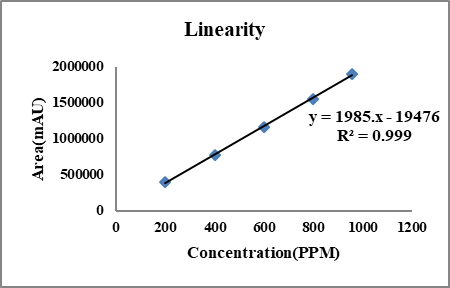 Linearity
2000000
1500000
1000000
500000
0
Area(mAU)
y = 1985.x - 19476
R² = 0.999
0 200 400 600 800 1000 1200
Concentration(PPM)